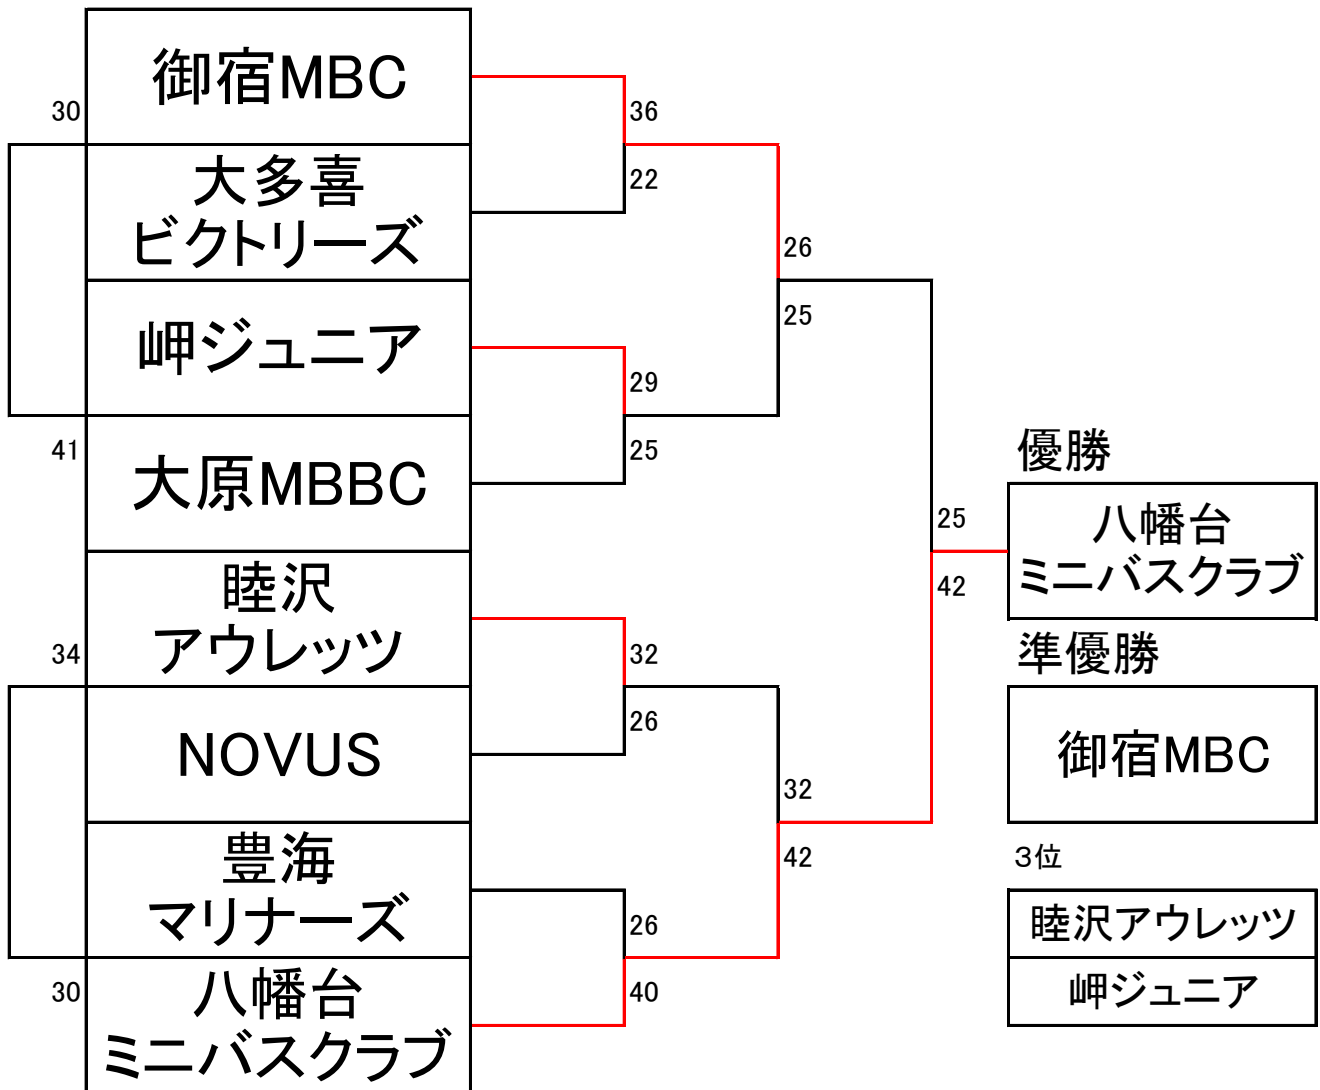 御宿MBC
30
36
大多喜
ビクトリーズ
22
26
岬ジュニア
25
29
41
大原MBBC
25
優勝
25
八幡台
ミニバスクラブ
42
睦沢
アウレッツ
34
32
準優勝
NOVUS
26
御宿MBC
32
豊海
マリナーズ
42
3位
26
睦沢アウレッツ
30
八幡台
ミニバスクラブ
40
岬ジュニア